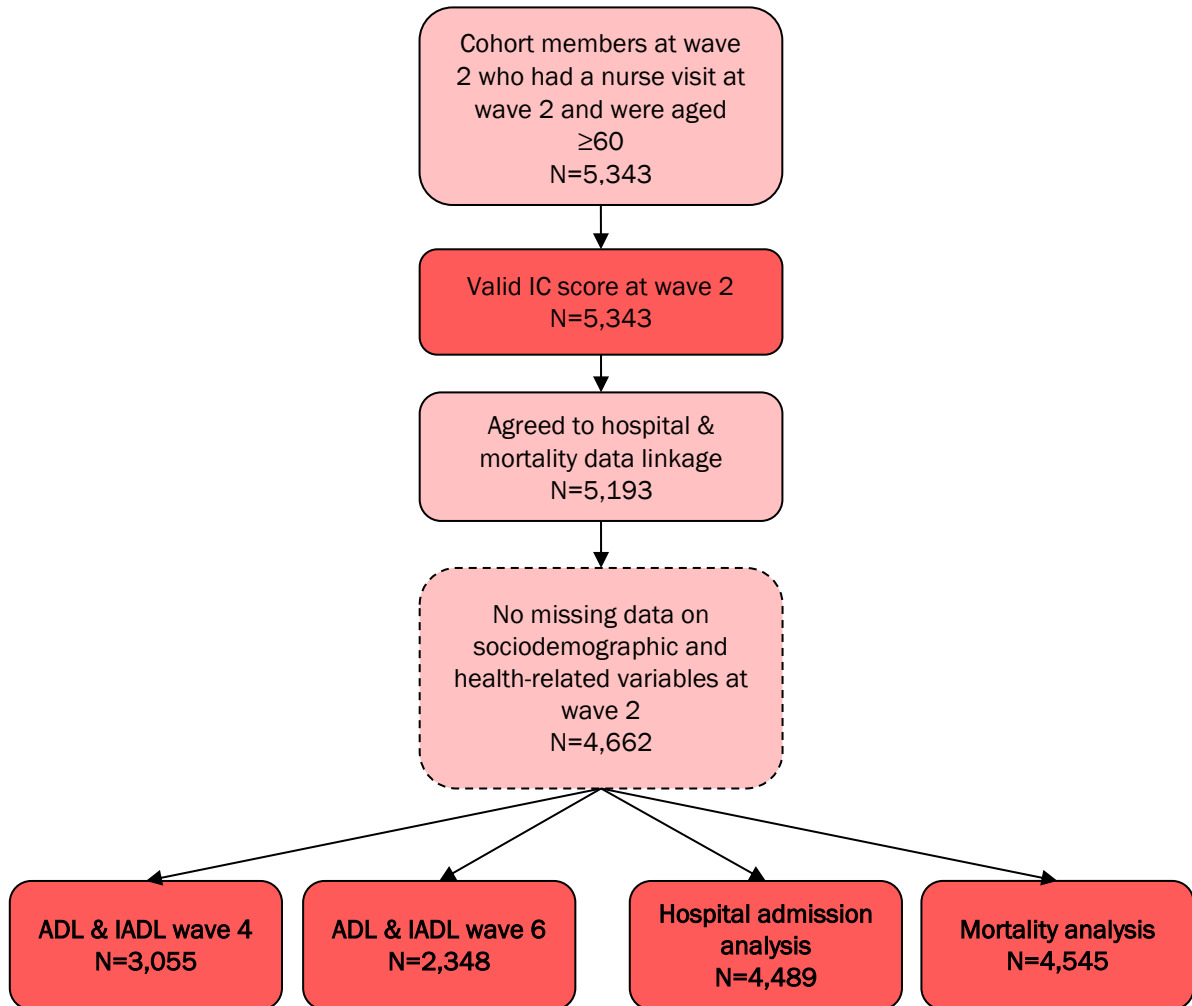 Cohort members at wave
2 who had a nurse visit at
wave 2 and were aged
≥60
N=5,343
Valid IC score at wave 2
N=5,343
Agreed to hospital &
mortality data linkage
N=5,193
No missing data on
sociodemographic and
health-related variables at
wave 2
N=4,662
ADL & IADL wave 4
N=3,055
ADL & IADL wave 6
N=2,348
Hospital admission
analysis
N=4,489
Mortality analysis
N=4,545